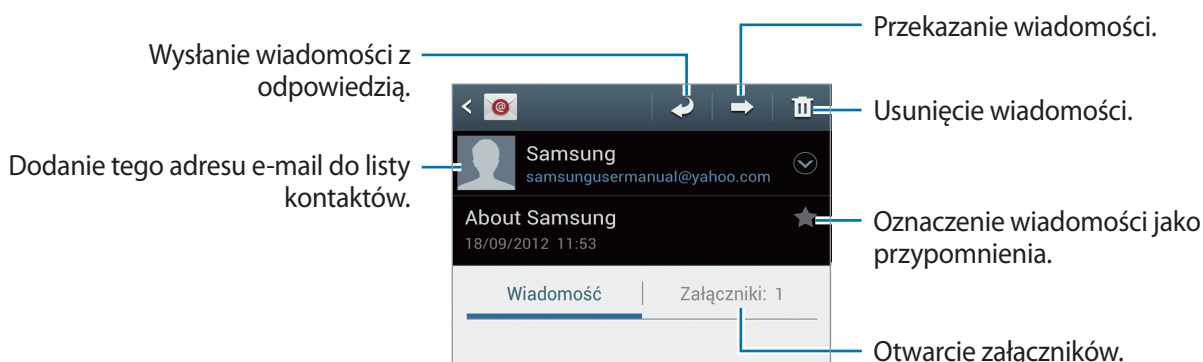 Przekazanie wiadomości.
Wysłanie wiadomości z
odpowiedzią.
Usunięcie wiadomości.
Dodanie tego adresu e-mail do listy
kontaktów.
Samsung
samsungusermanual@yahoo.com
About Samsung
18/09/2012 11:53
Oznaczenie wiadomości jako
przypomnienia.
Wiadomość
Załączniki: 1
Otwarcie załączników.